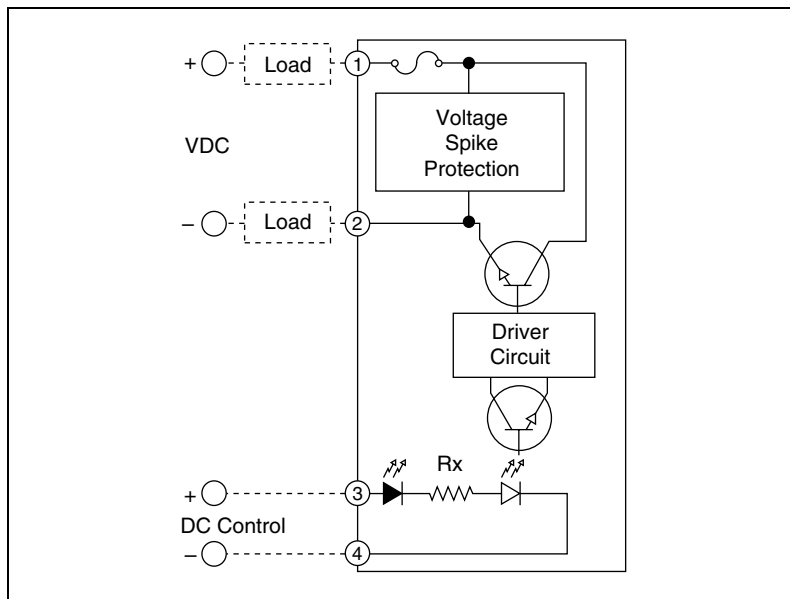 +
Load
1
Voltage
Spike
Protection
VDC
–
Load
2
Driver
Circuit
Rx
+
3
DC Control
–
4